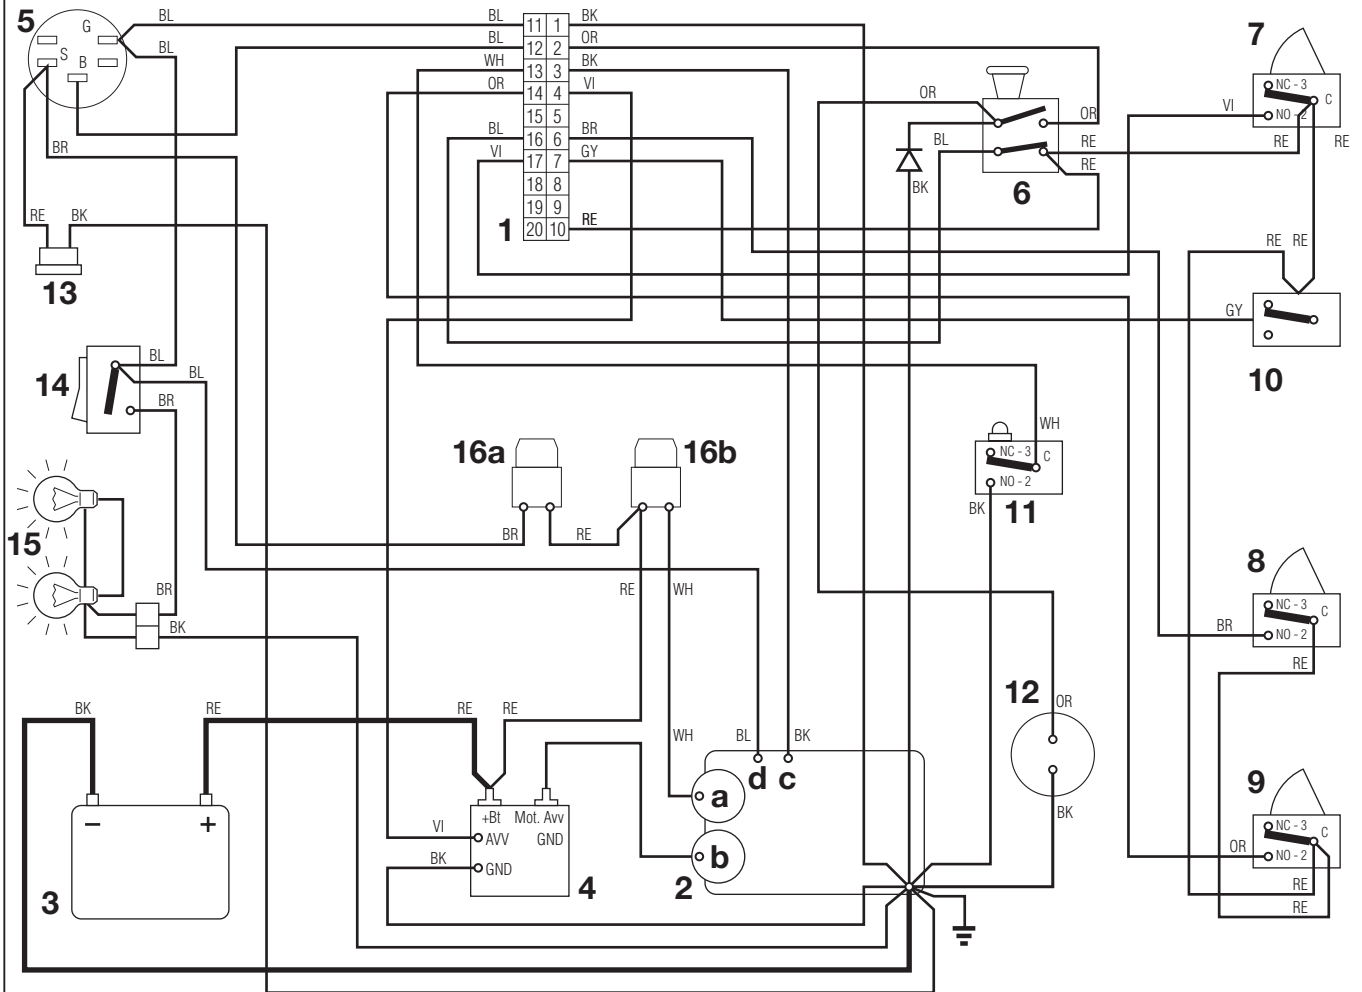 5
G
S
B
BL
BL
BR
BL 11 1 BK
BL 12 2 OR
WH 13 3 BK
OR 14 4 VI
15 5
BL 16 6 BR
VI 17 7 GY
18 8
19 9
1 20 10 RE
OR
OR
BL
RE
RE
BK
6
7
NC - 3
C
VI
NO - 2
RE
RE
RE BK
13
RE RE
GY
10
14
BL
BL
BR
16a
16b
WH
NC - 3
C
NO - 2
BK
11
15
BR RE
BR
BK
RE WH
8
NC - 3
C
BR
NO - 2
RE
12
OR
BK
BK
RE
RE
RE
WH
BL
BK
d c
a
b
2
3
−
+
+Bt Mot. Avv
VI
AVV
GND
BK
GND
4
9
NC - 3
C
OR
NO - 2
RE
RE